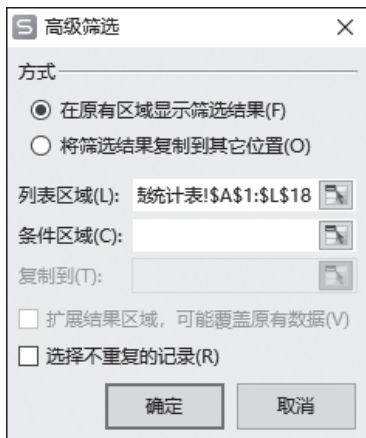 S 高级筛选
方式
在原有区域显示筛选结果(F)
将筛选结果复制到其它位置(O)
列表区域(L): 统计表!$A$1:$L$18
条件区域(C):
复制到(T):
扩展结果区域，可能覆盖原有数据(V)
选择不重复的记录(R)
确定 取消